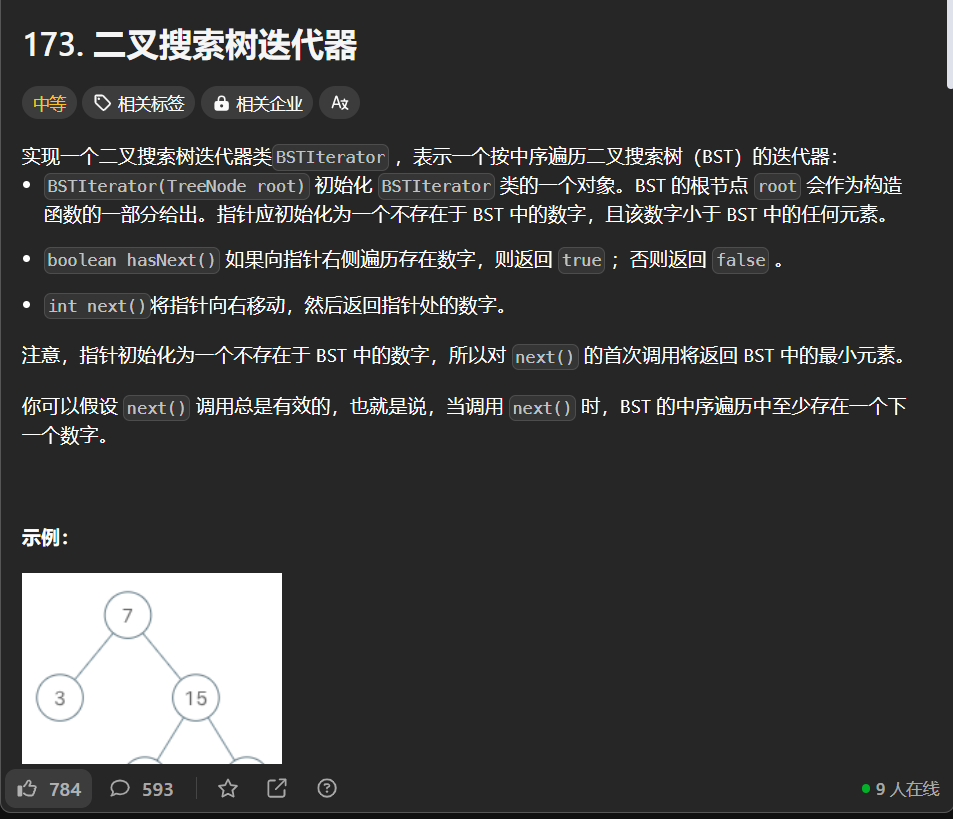 173. 二叉搜索树迭代器
中等 相关标签 相关企业 Aあ
实现一个二叉搜索树迭代器类BSTIterator ，表示一个按中序遍历二叉搜索树（BST）的迭代器：
• BSTIterator(TreeNode root) 初始化 BSTIterator 类的一个对象。BST 的根节点 root 会作为构造
函数的一部分给出。指针应初始化为一个不存在于 BST 中的数字，且该数字小于 BST 中的任何元素。
• boolean hasNext() 如果向指针右侧遍历存在数字，则返回 true ；否则返回 false 。
• int next()将指针向右移动，然后返回指针处的数字。
注意，指针初始化为一个不存在于 BST 中的数字，所以对 next() 的首次调用将返回 BST 中的最小元素。
你可以假设 next() 调用总是有效的，也就是说，当调用 next() 时，BST 的中序遍历中至少存在一个下
一个数字。
示例：
7
3 15
784 593 9 人在线